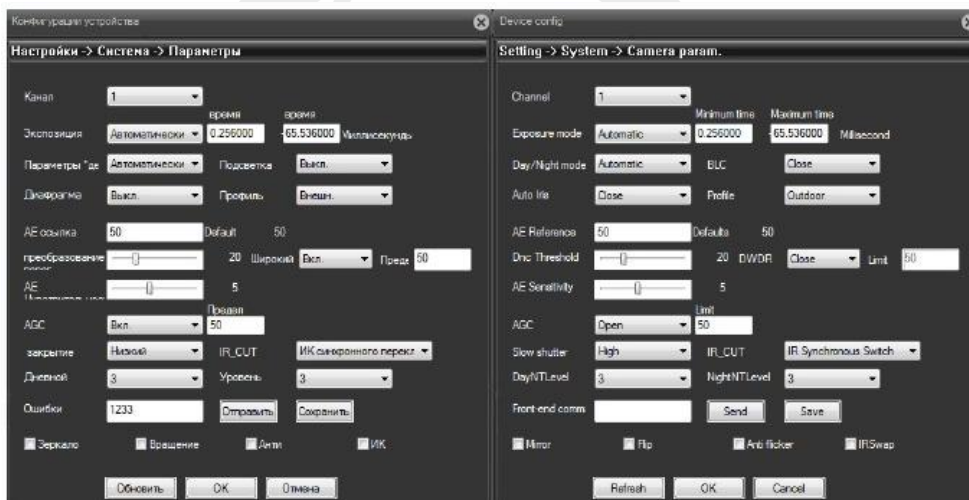 Конфигурации устройства
Настройки -> Система -> Параметры
Канал 1
время время
Экспозиция Автоматически 0.256000 -65.536000 Миллисекундь
Параметры "де Автоматически Подсветка Выкл.
Диафрагма Выкл. Профиль Внешн.
АЕ ссылка 50 Default 50
преобразование 20 Широкий Вкл. Преде 50
АЕ 5
Предел
AGC Вкл. 50
закрытие Низкий IR_CUT ИК синхронного перекл
Дневной 3 Уровень 3
Ошибки 1233 Отправить Сохранить
Зеркало Вращение Анти ИК
Обновить OK Отмена
Device config
Setting -> System -> Camera param.
Channel 1
Minimum time Maximum time
Exposure mode Automatic 0.256000 -65.536000 Millisecond
Day/Night mode Automatic BLC Close
Auto Iris Close Profile Outdoor
AE Reference 50 Defaults 50
Dnc Threshold 20 DWDR Close Limit 50
AE Sensitivity 5
Limit
AGC Open 50
Slow shutter High IR_CUT IR Synchronous Switch
DayNTLevel 3 NightNTLevel 3
Front-end comm Send Save
Mirror Flip Anti flicker IRSwap
Refresh OK Cancel